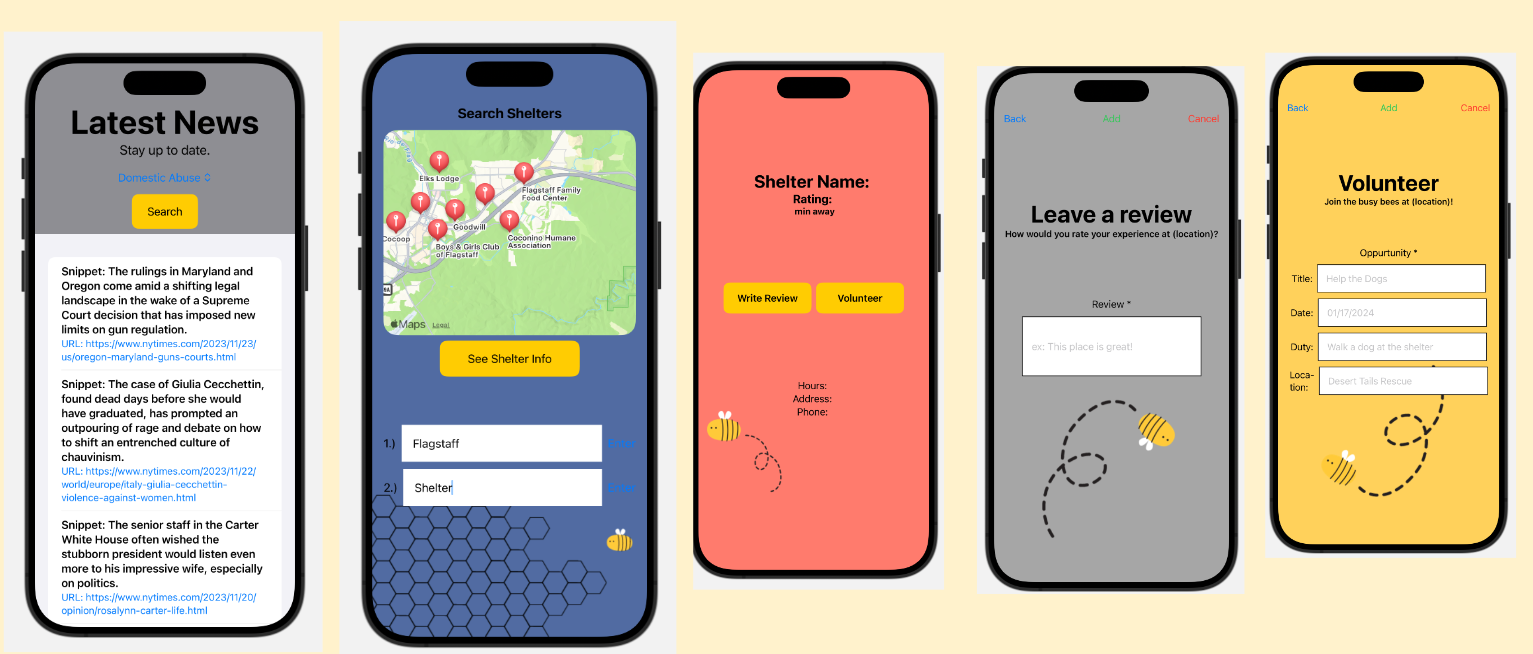 Latest News
Stay up to date.
Domestic Abuse
Search
Snippet: The rulings in Maryland and
Oregon come amid a shifting legal
landscape in the wake of a Supreme
Court decision that has imposed new
limits on gun regulation.
URL: https://www.nytimes.com/2023/11/23/
us/oregon-maryland-guns-courts.html
Snippet: The case of Giulia Cecchettin,
found dead days before she would
have graduated, has prompted an
outpouring of rage and debate on how
to shift an entrenched culture of
chauvinism.
URL: https://www.nytimes.com/2023/11/22/
world/europe/italy-giulia-cecchettin-
violence-against-women.html
Snippet: The senior staff in the Carter
White House often wished the
stubborn president would listen even
more to his impressive wife, especially
on politics.
URL: https://www.nytimes.com/2023/11/20/
opinion/rosalynn-carter-life.html
Search Shelters
Elks Lodge
Flagstaff Family
Food Center
Goodwill
Cocoop
Boys & Girls Club
of Flagstaff
Coconino Humane
Association
Maps Legal
See Shelter Info
1.) Flagstaff
2.) Shelter
Shelter Name:
Rating:
min away
Write Review
Volunteer
Hours:
Address:
Phone:
Back Add Cancel
Leave a review
How would you rate your experience at (location)?
Review *
ex: This place is great!
Back Add Cancel
Volunteer
Join the busy bees at (location)!
Oppurtunity *
Title: Help the Dogs
Date: 01/17/2024
Duty: Walk a dog at the shelter
Loca-
tion: Desert Tails Rescue